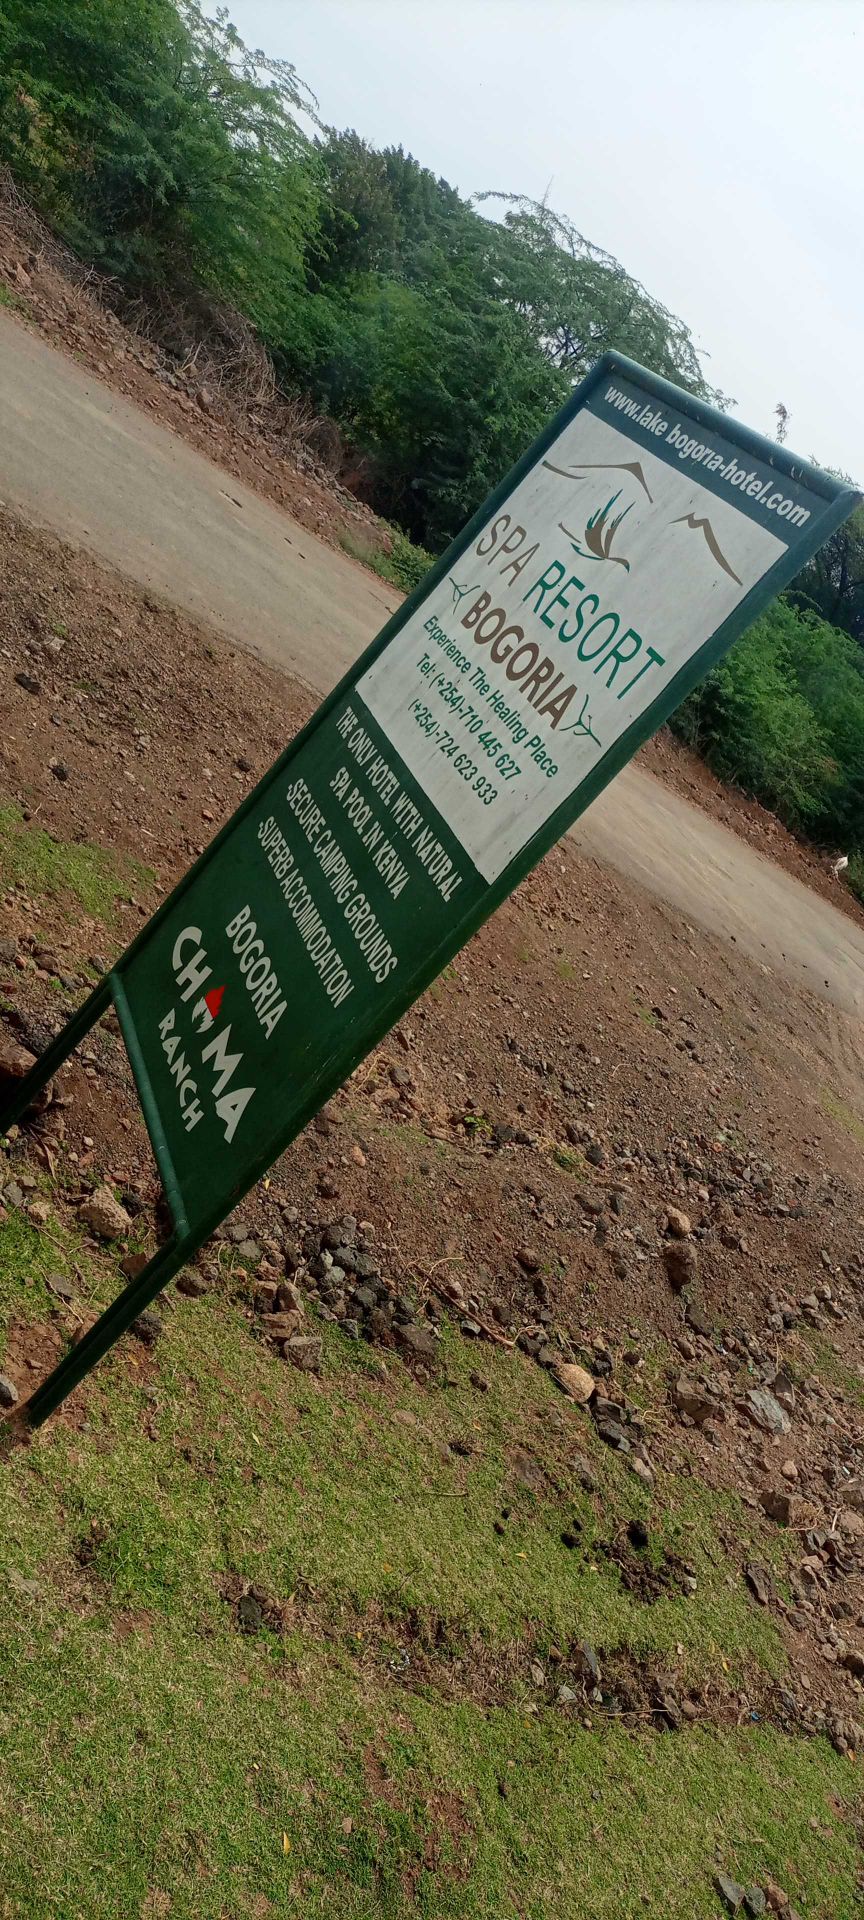 www.lake bogoria-hotel.com
SPA RESORT
BOGORIA
Experience The Healing Place
Tel: (+254)-710 445 627
(+254)-724 623 933
THE ONLY HOTEL WITH NATURAL
SPA POOL IN KENYA
SECURE CAMPING GROUNDS
SUPERB ACCOMMODATION
BOGORIA
CHOMA
RANCH